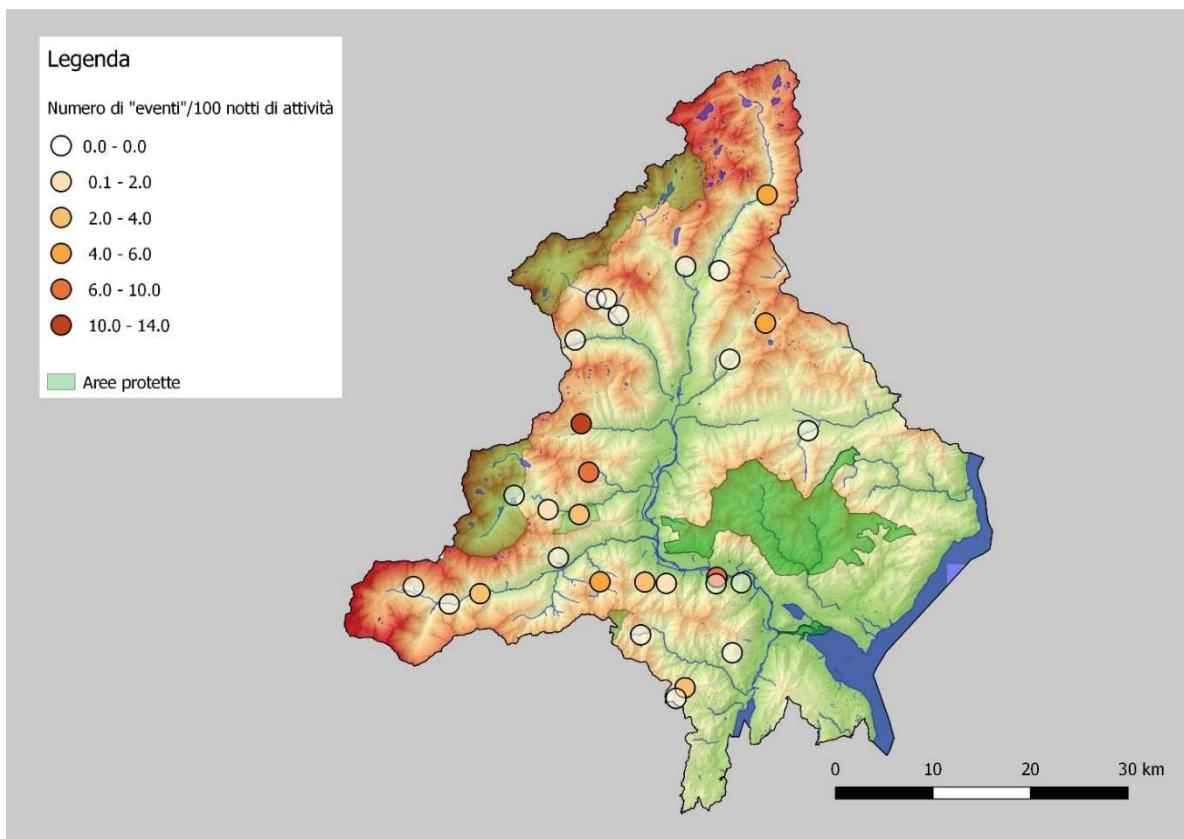 Legenda
Numero di "eventi"/100 notti di attività
0.0 - 0.0
0.1 - 2.0
2.0 - 4.0
4.0 - 6.0
6.0 - 10.0
10.0 - 14.0
Aree protette
0 10 20 30 km